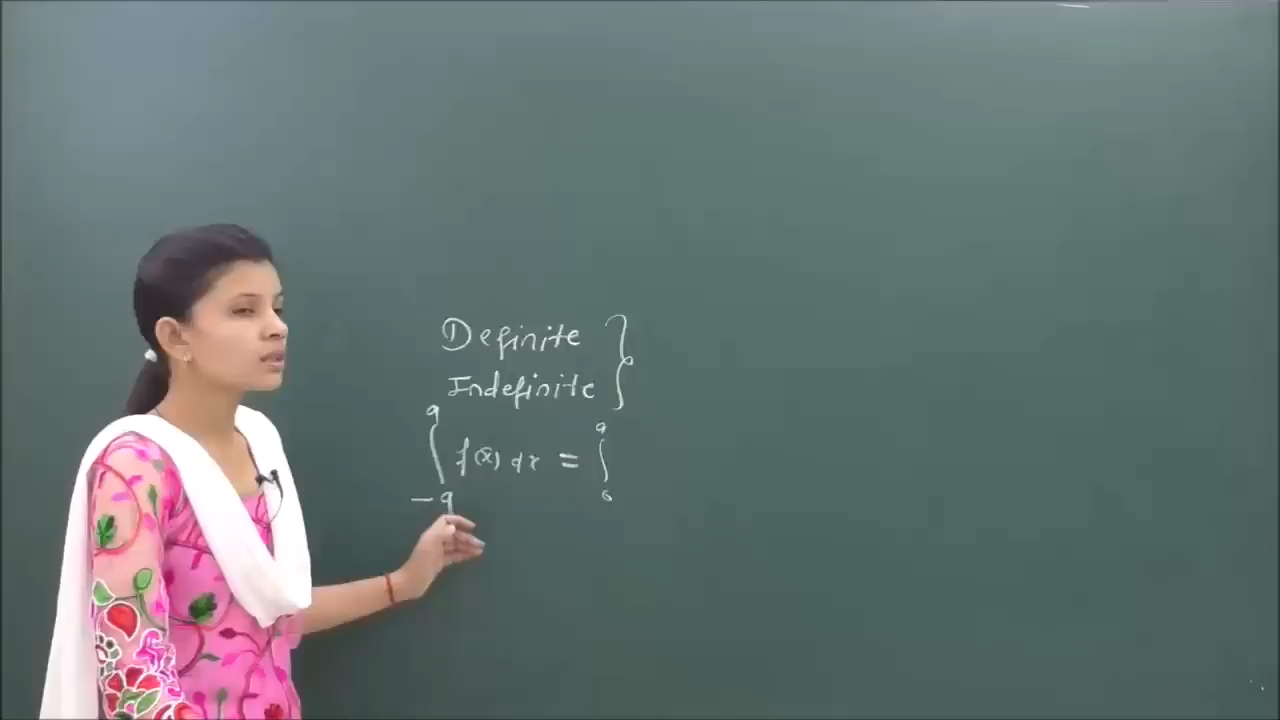 Definite }
Indefinite
∫_{-a}^{a} f(x) dx = ∫_{0}^{a}